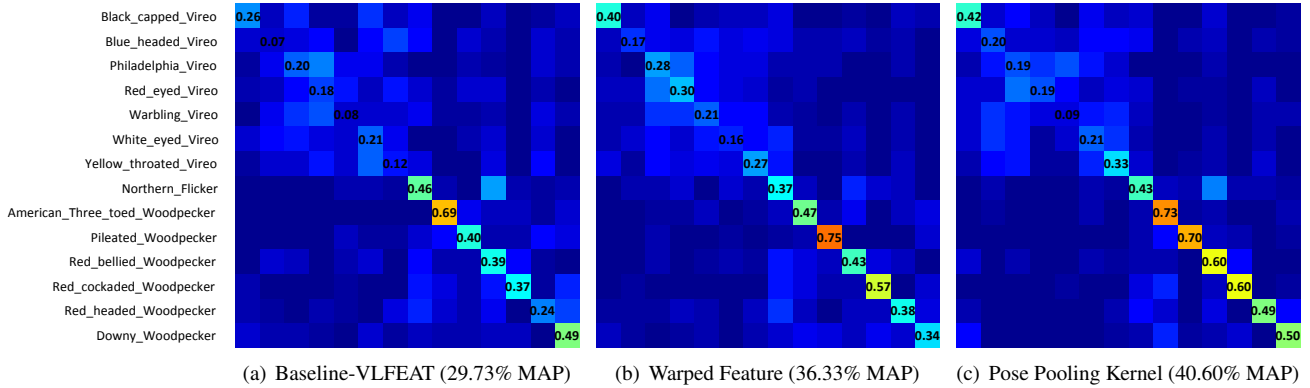 Black_capped_Vireo 0.26 0.40 0.42
Blue_headed_Vireo 0.07 0.17 0.20
Philadelphia_Vireo 0.20 0.28 0.19
Red_eyed_Vireo 0.18 0.30 0.19
Warbling_Vireo 0.08 0.21 0.09
White_eyed_Vireo 0.21 0.16 0.21
Yellow_throated_Vireo 0.12 0.27 0.33
Northern_Flicker 0.46 0.37 0.43
American_Three_toed_Woodpecker 0.69 0.47 0.73
Pileated_Woodpecker 0.40 0.75 0.70
Red_bellied_Woodpecker 0.39 0.43 0.60
Red_cockaded_Woodpecker 0.37 0.57 0.60
Red_headed_Woodpecker 0.24 0.38 0.49
Downy_Woodpecker 0.49 0.34 0.50
(a) Baseline-VLFEAT (29.73% MAP) (b) Warped Feature (36.33% MAP) (c) Pose Pooling Kernel (40.60% MAP)